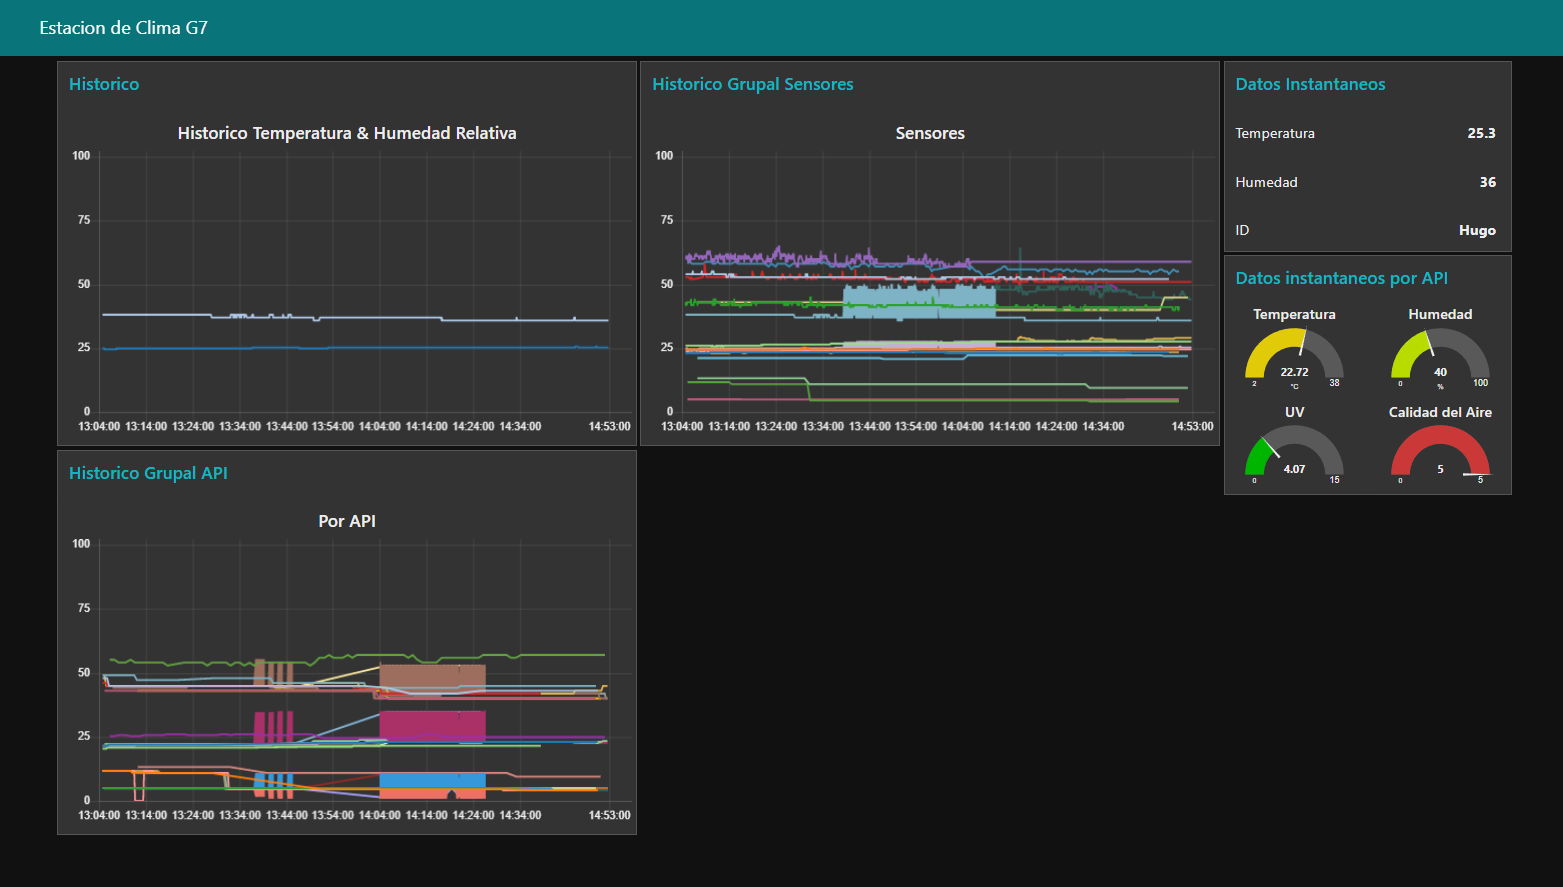 Estacion de Clima G7
Historico
Historico Temperatura & Humedad Relativa
100
75
50
25
0
13:04:00 13:14:00 13:24:00 13:34:00 13:44:00 13:54:00 14:04:00 14:14:00 14:24:00 14:34:00 14:53:00
Historico Grupal Sensores
Sensores
100
75
50
25
0
13:04:00 13:14:00 13:24:00 13:34:00 13:44:00 13:54:00 14:04:00 14:14:00 14:24:00 14:34:00 14:53:00
Datos Instantaneos
Temperatura 25.3
Humedad 36
ID Hugo
Datos instantaneos por API
Temperatura
22.72
°C
2 38
Humedad
40
%
0 100
UV
4.07
0 15
Calidad del Aire
5
0 5
Historico Grupal API
Por API
100
75
50
25
0
13:04:00 13:14:00 13:24:00 13:34:00 13:44:00 13:54:00 14:04:00 14:14:00 14:24:00 14:34:00 14:53:00